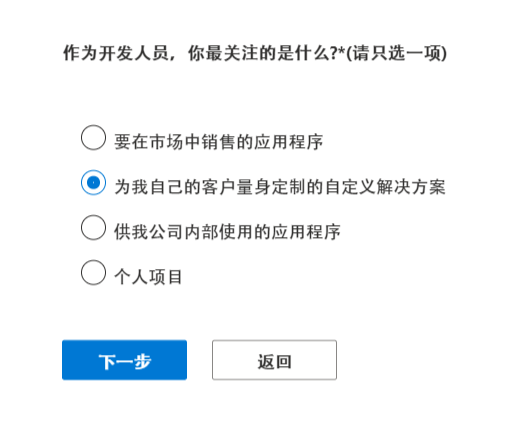 作为开发人员，你最关注的是什么?*(请只选一项)
要在市场中销售的应用程序
为我自己的客户量身定制的自定义解决方案
供我公司内部使用的应用程序
个人项目
下一步 返回